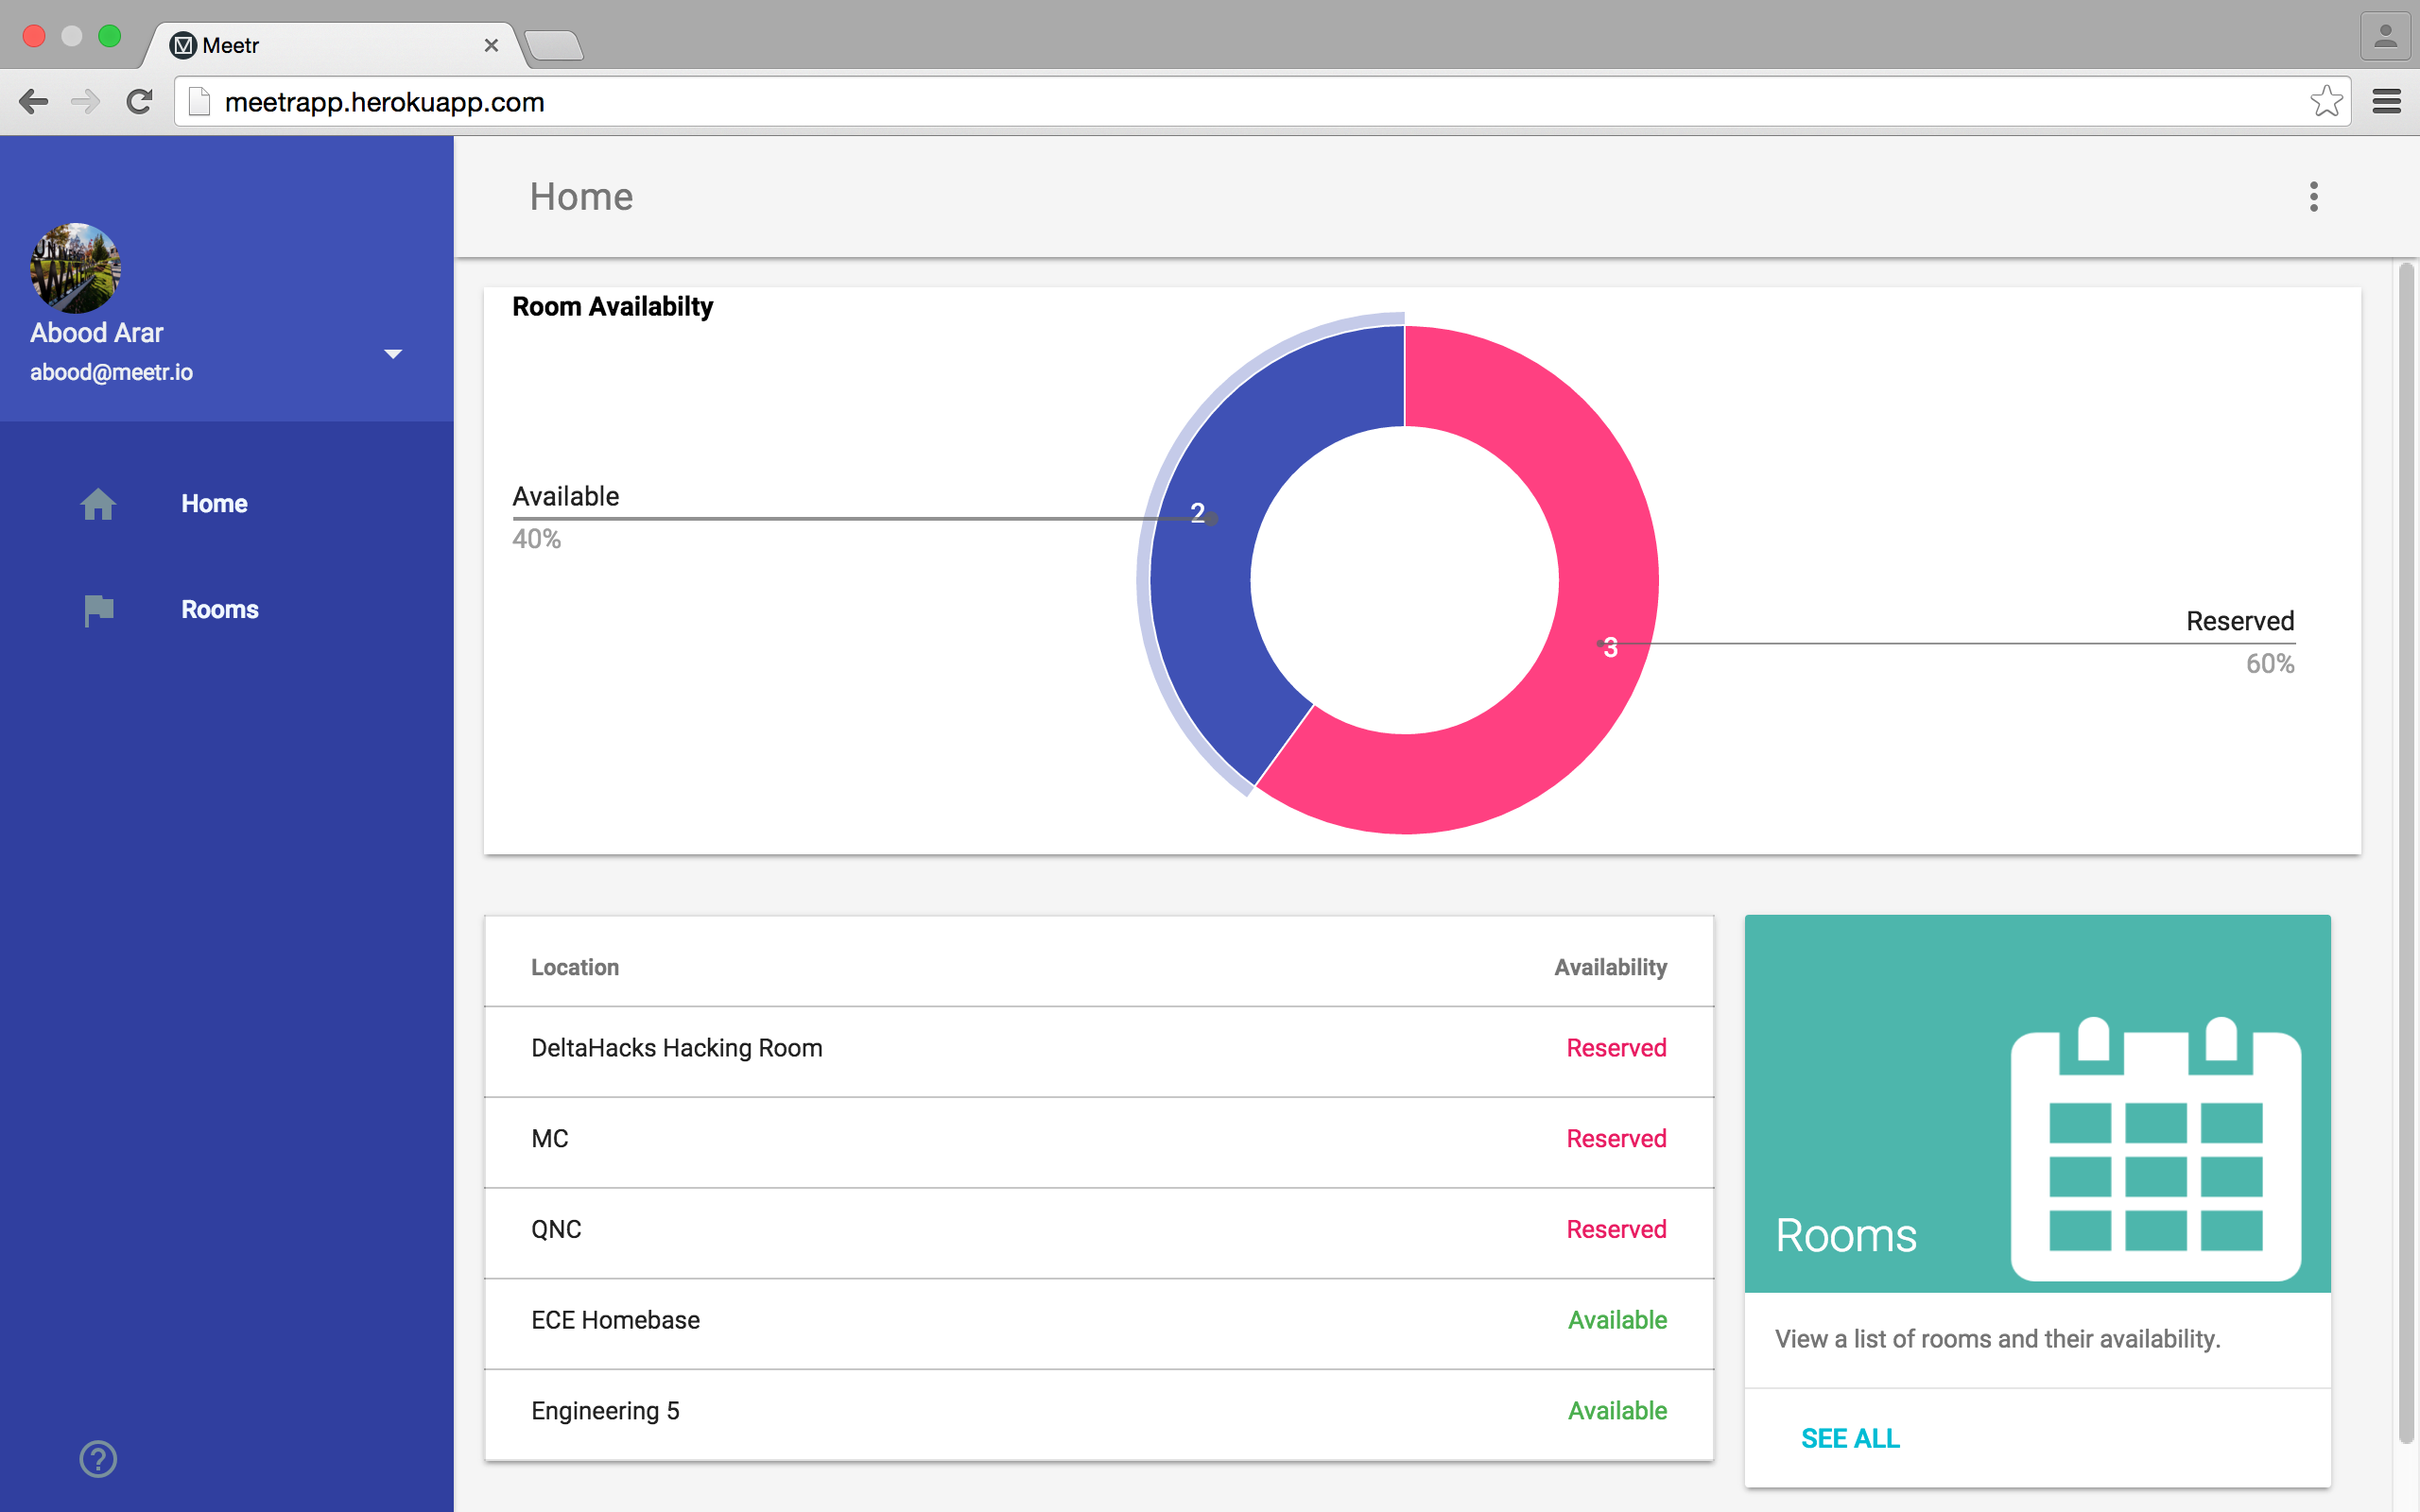 Meetr
meetrapp.herokuapp.com
Home
Abood Arar
abood@meetr.io
Home
Rooms
Room Availabilty
Available
40%
2
3
Reserved
60%
Location Availability
DeltaHacks Hacking Room Reserved
MC Reserved
QNC Reserved
ECE Homebase Available
Engineering 5 Available
Rooms
View a list of rooms and their availability.
SEE ALL
?